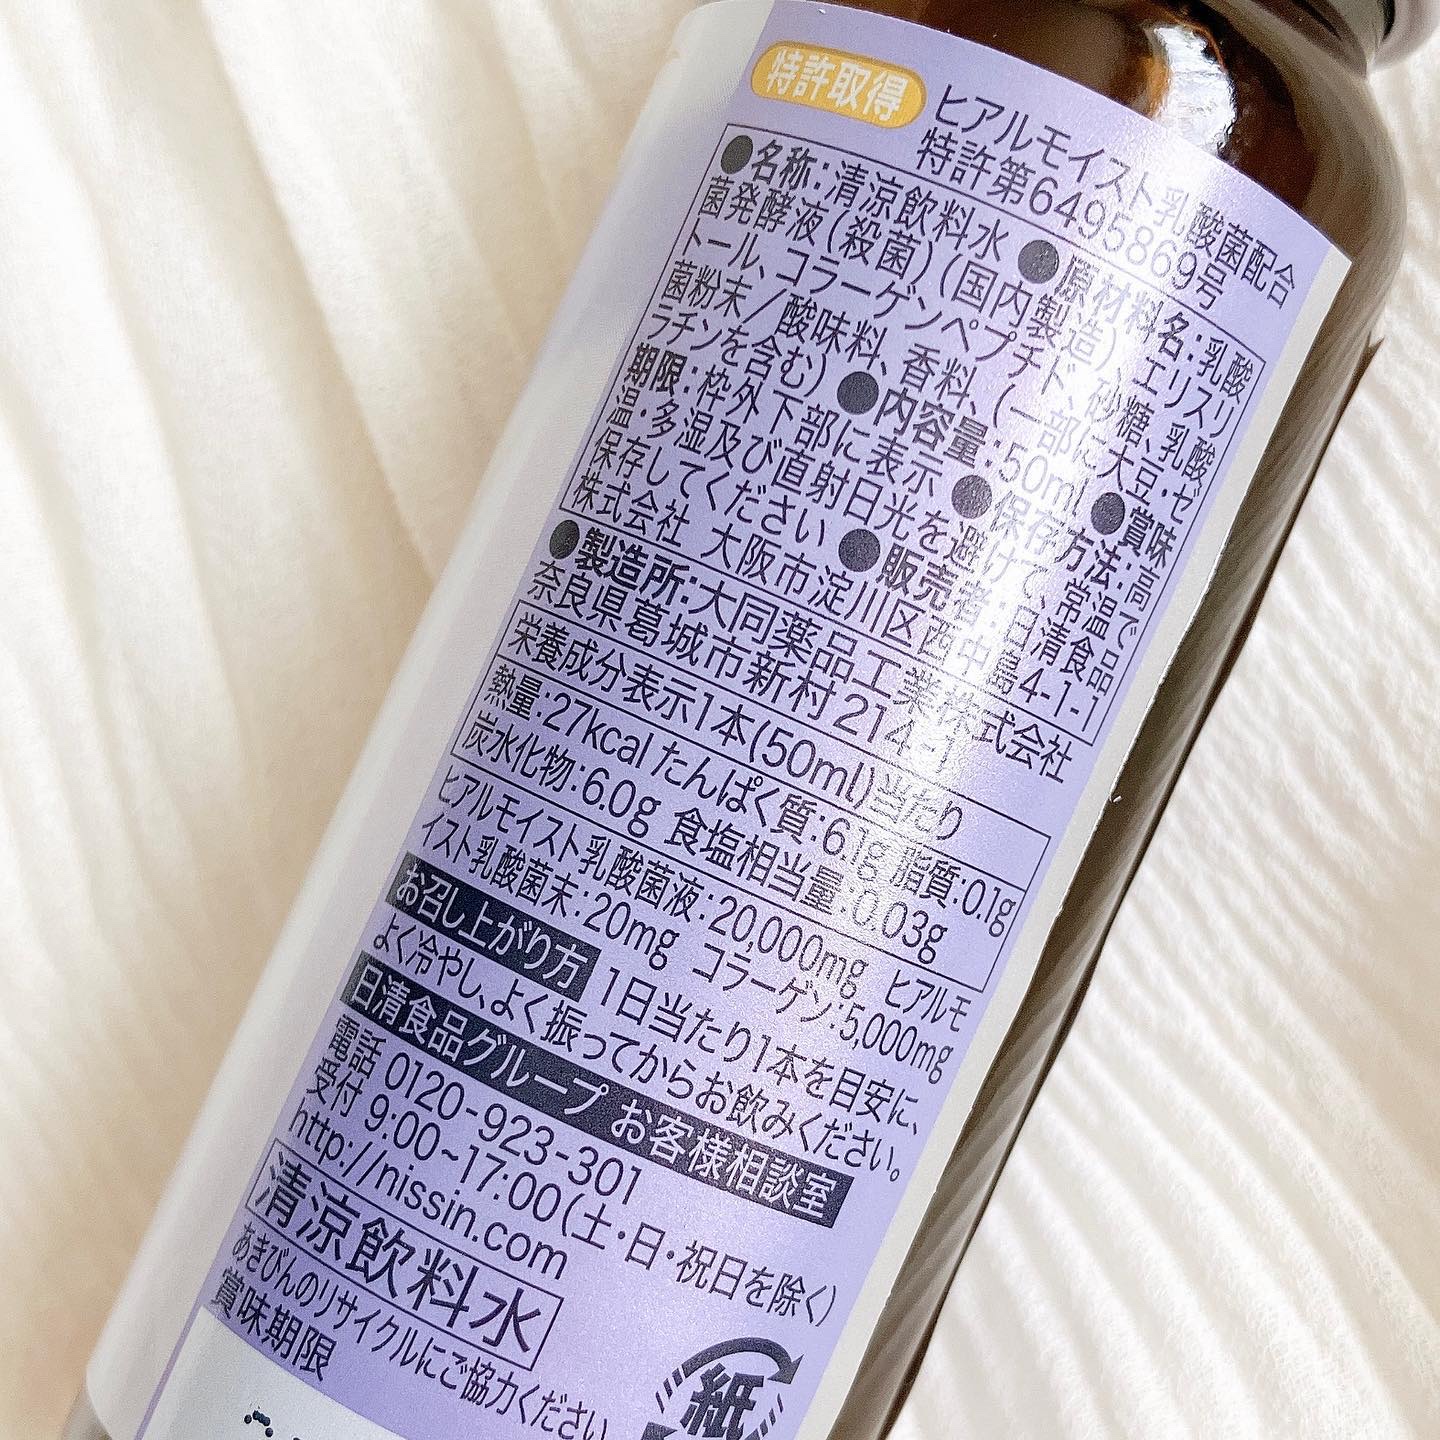 特許取得
ヒアルモイスト乳酸菌配合
特許第6495869号
●名称:清涼飲料水 ●原材料名:乳酸
菌発酵液(殺菌)(国内製造)、エリスリ
トール、コラーゲンペプチド、砂糖、乳酸
菌粉末/酸味料、香料、(一部に大豆・ゼ
ラチンを含む) ●内容量:50ml ●賞味
期限:枠外下部に表示 ●保存方法:高
温・多湿及び直射日光を避けて、常温で
保存してください ●販売者:日清食品
株式会社 大阪市淀川区西中島4-1-1
●製造所:大同薬品工業株式会社
奈良県葛城市新村214-1
栄養成分表示1本(50ml)当たり
熱量:27kcal たんぱく質:6.1g 脂質:0.1g
炭水化物:6.0g 食塩相当量:0.03g
ヒアルモイスト乳酸菌液:20,000mg ヒアルモ
イスト乳酸菌末:20mg コラーゲン:5,000mg
お召し上がり方 1日当たり1本を目安に、
よく冷やし、よく振ってからお飲みください。
日清食品グループ お客様相談室
電話 0120-923-301
受付 9:00~17:00(土・日・祝日を除く)
http://nissin.com
清涼飲料水
あきびんのリサイクルにご協力ください
賞味期限
紙